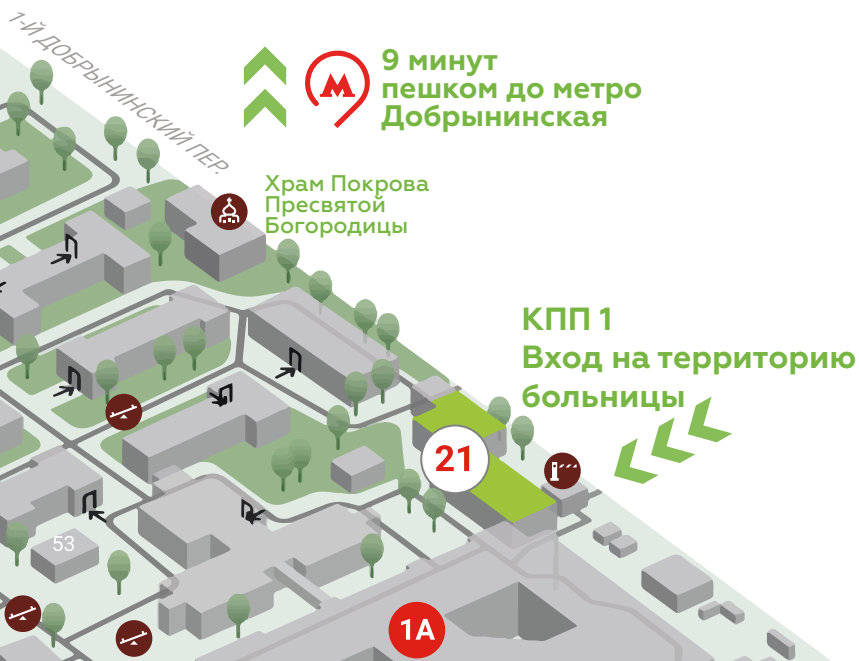 1-Й ДОБРЫНИНСКИЙ ПЕР.
9 минут
пешком до метро
Добрынинская
Храм Покрова
Пресвятой
Богородицы
КПП 1
Вход на территорию
больницы
21
53
1А